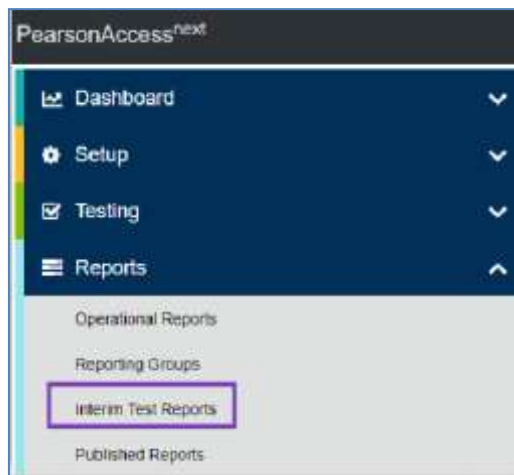 PearsonAccessnext
Dashboard
Setup
Testing
Reports
Operational Reports
Reporting Groups
Interim Test Reports
Published Reports